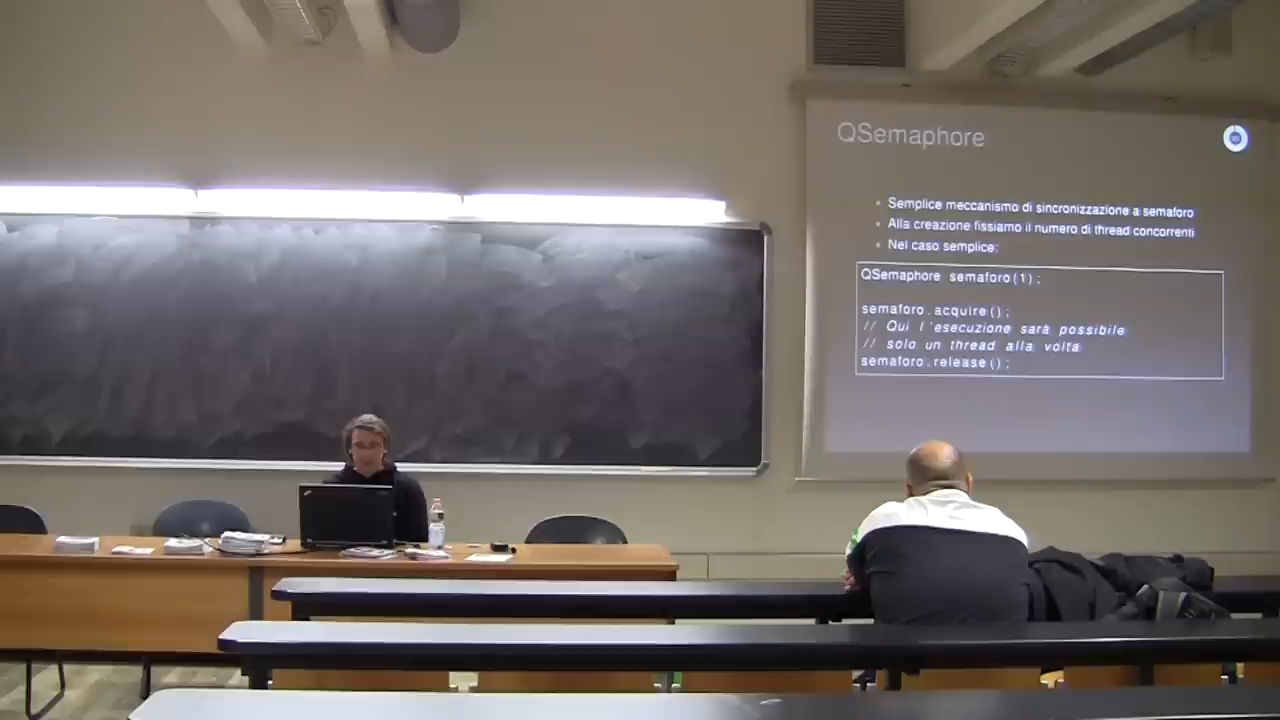 QSemaphore
Semplice meccanismo di sincronizzazione a semaforo
Alla creazione fissiamo il numero di thread concorrenti
Nel caso semplice:
QSemaphore semaforo(1);
semaforo.acquire();
// Qui l'esecuzione sarà possibile
// solo un thread alla volta
semaforo.release();